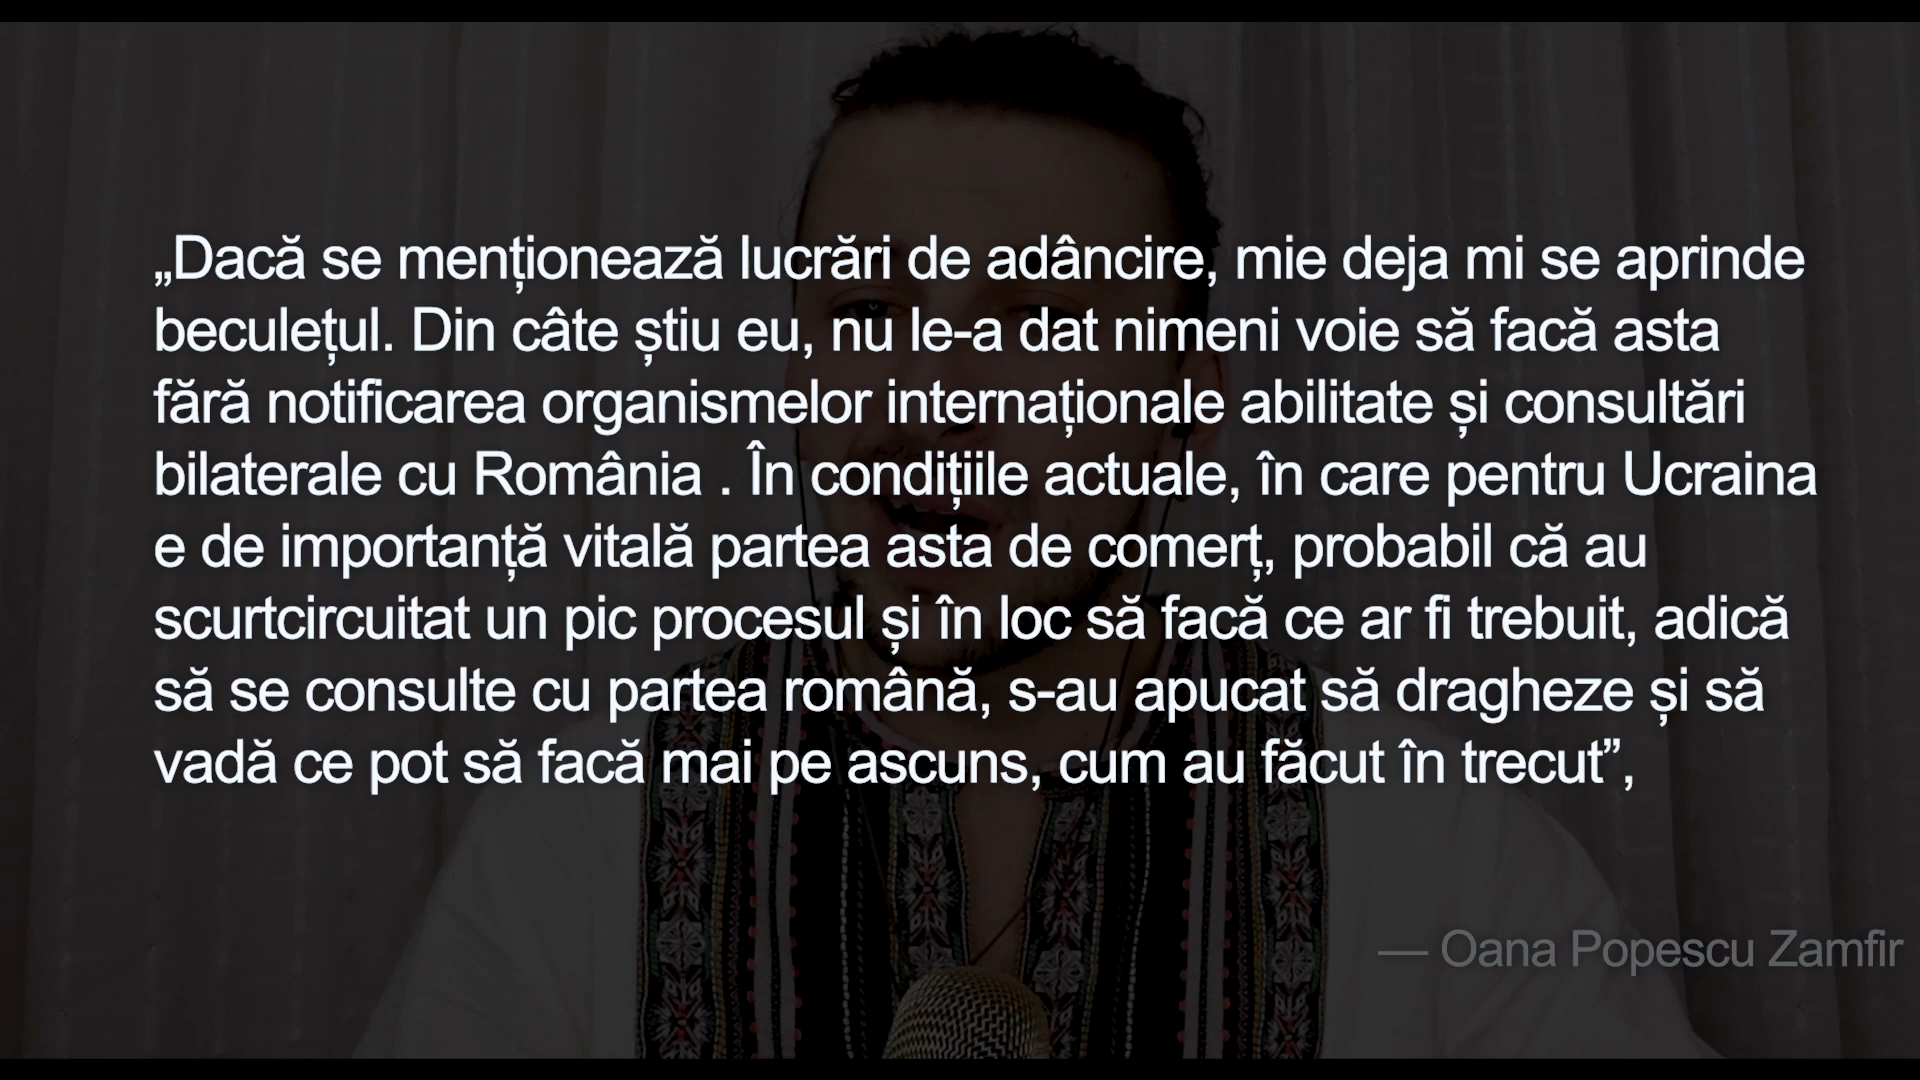 „Dacă se menționează lucrări de adâncire, mie deja mi se aprinde
beculețul. Din câte știu eu, nu le-a dat nimeni voie să facă asta
fără notificarea organismelor internaționale abilitate și consultări
bilaterale cu România . În condițiile actuale, în care pentru Ucraina
e de importanță vitală partea asta de comerț, probabil că au
scurtcircuitat un pic procesul și în loc să facă ce ar fi trebuit, adică
să se consulte cu partea română, s-au apucat să dragheze și să
vadă ce pot să facă mai pe ascuns, cum au făcut în trecut”,
— Oana Popescu Zamfir